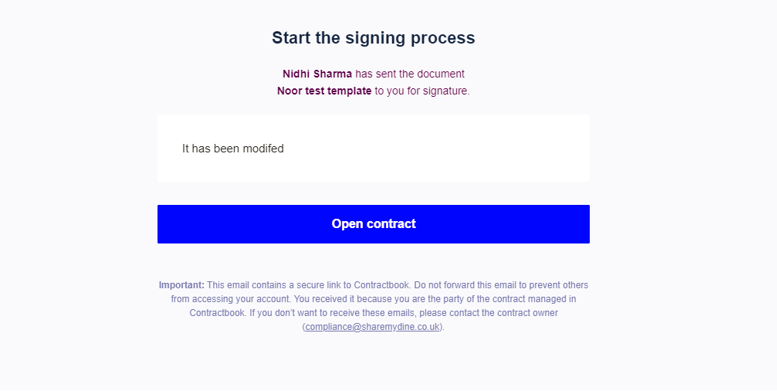 Start the signing process
Nidhi Sharma has sent the document
Noor test template to you for signature.
It has been modifed
Open contract
Important: This email contains a secure link to Contractbook. Do not forward this email to prevent others
from accessing your account. You received it because you are the party of the contract managed in
Contractbook. If you don't want to receive these emails, please contact the contract owner
(compliance@sharemydine.co.uk).